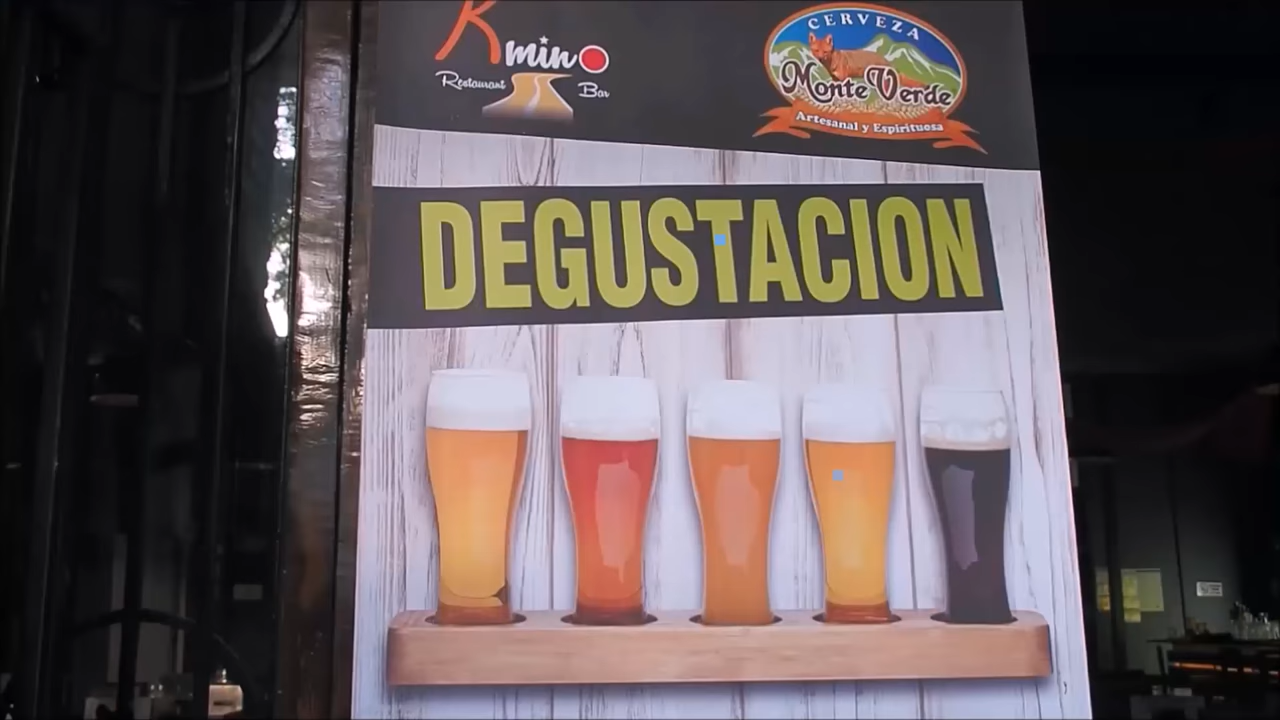 Kmino
Restaurant Bar
CERVEZA
Monte Verde
Artesanal y Espirituosa
DEGUSTACION